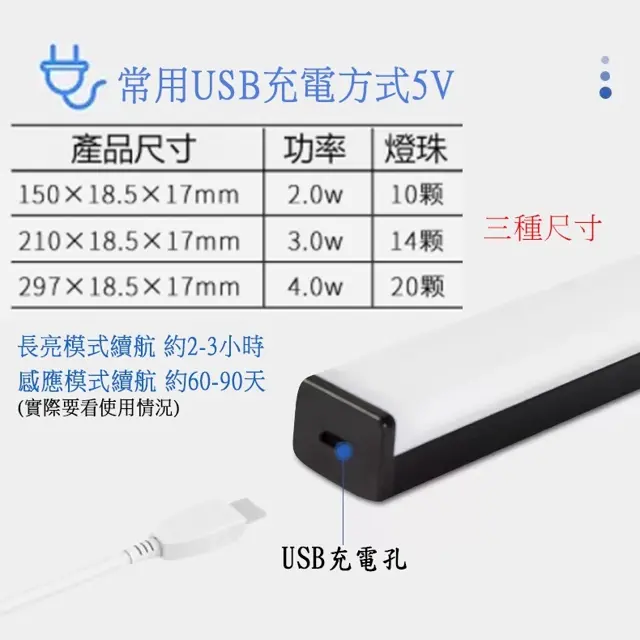 常用USB充電方式5V
產品尺寸 功率 燈珠
150×18.5×17mm 2.0w 10颗
210×18.5×17mm 3.0w 14颗
297×18.5×17mm 4.0w 20颗
三種尺寸
長亮模式續航 約2-3小時
感應模式續航 約60-90天
(實際要看使用情況)
USB充電孔